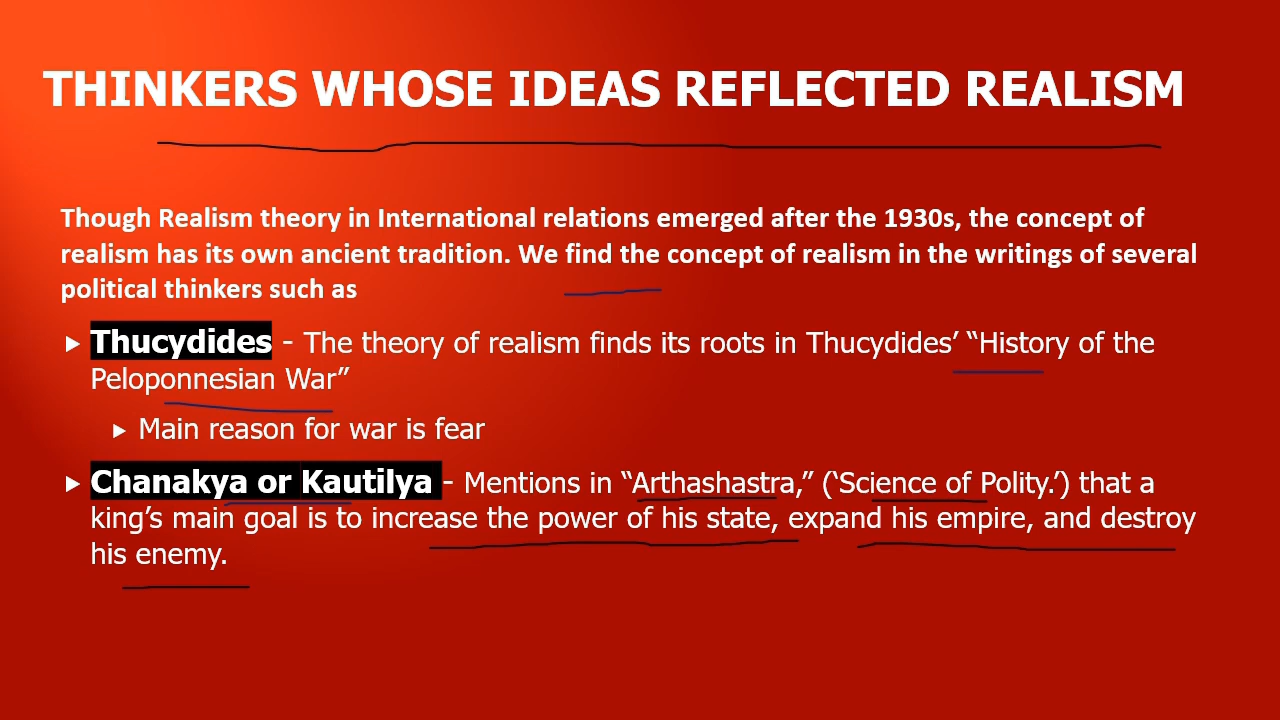 THINKERS WHOSE IDEAS REFLECTED REALISM
Though Realism theory in International relations emerged after the 1930s, the concept of
realism has its own ancient tradition. We find the concept of realism in the writings of several
political thinkers such as
Thucydides - The theory of realism finds its roots in Thucydides’ “History of the
Peloponnesian War”
Main reason for war is fear
Chanakya or Kautilya - Mentions in “Arthashastra,” (‘Science of Polity.’) that a
king’s main goal is to increase the power of his state, expand his empire, and destroy
his enemy.